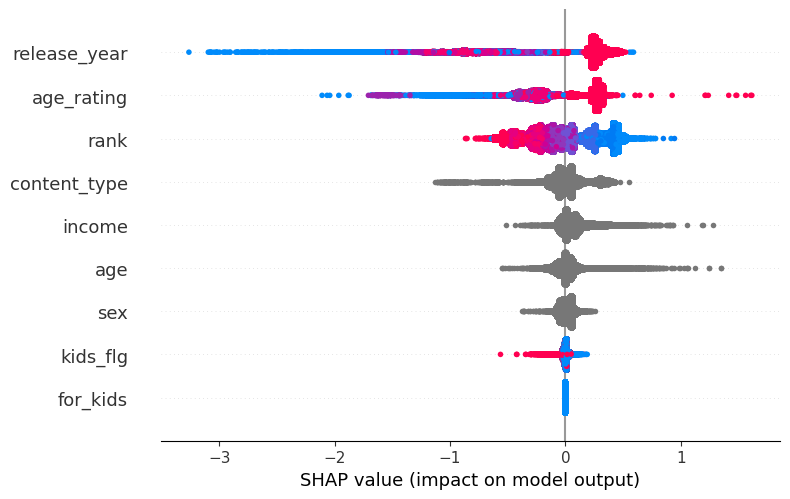 release_year
age_rating
rank
content_type
income
age
sex
kids_flg
for_kids
−3 −2 −1 0 1
SHAP value (impact on model output)